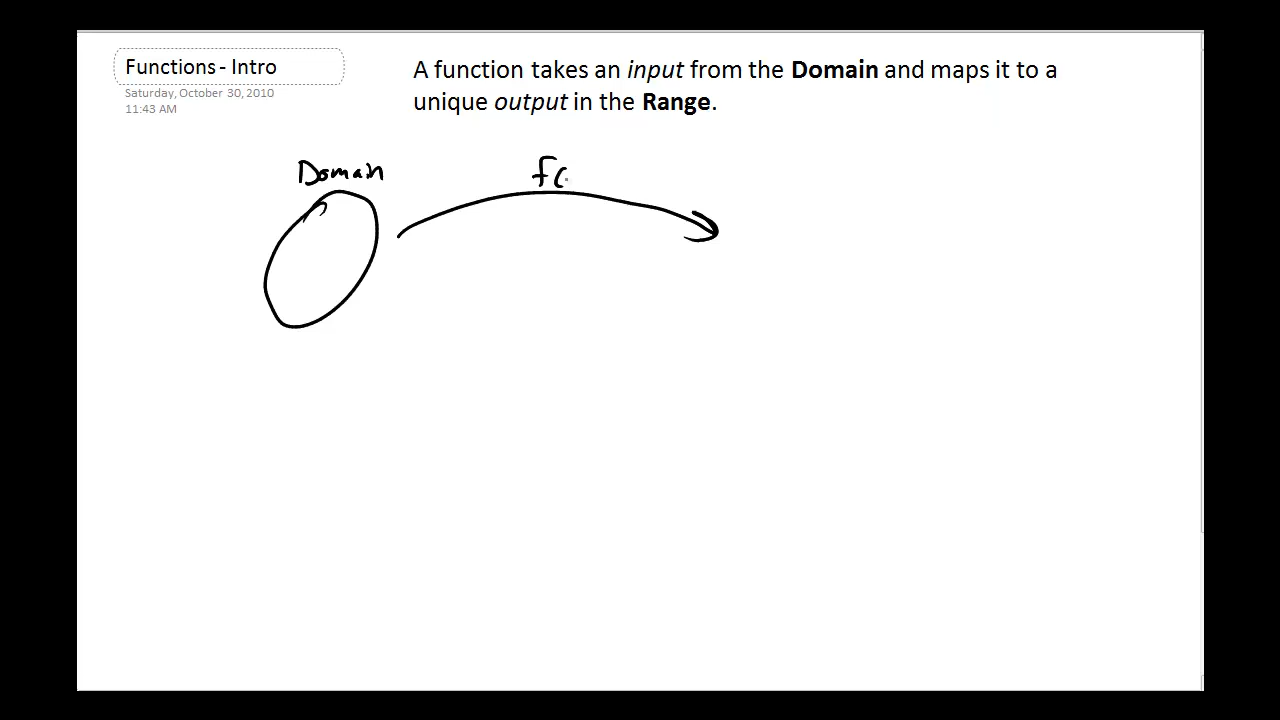 Functions - Intro
Saturday, October 30, 2010
11:43 AM
A function takes an input from the Domain and maps it to a
unique output in the Range.
Domain
f(